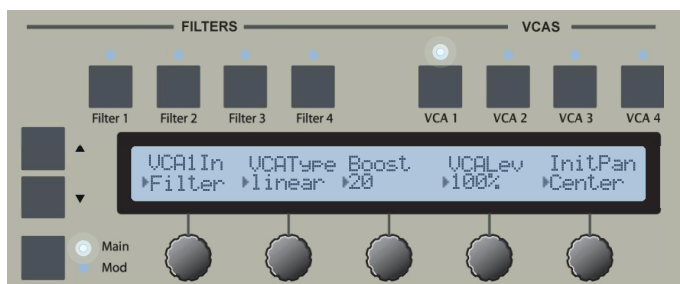 FILTERS VCAS
Filter 1 Filter 2 Filter 3 Filter 4 VCA 1 VCA 2 VCA 3 VCA 4
VCA1In VCAType Boost VCALev InitPan
Filter linear 20 100% Center
Main
Mod